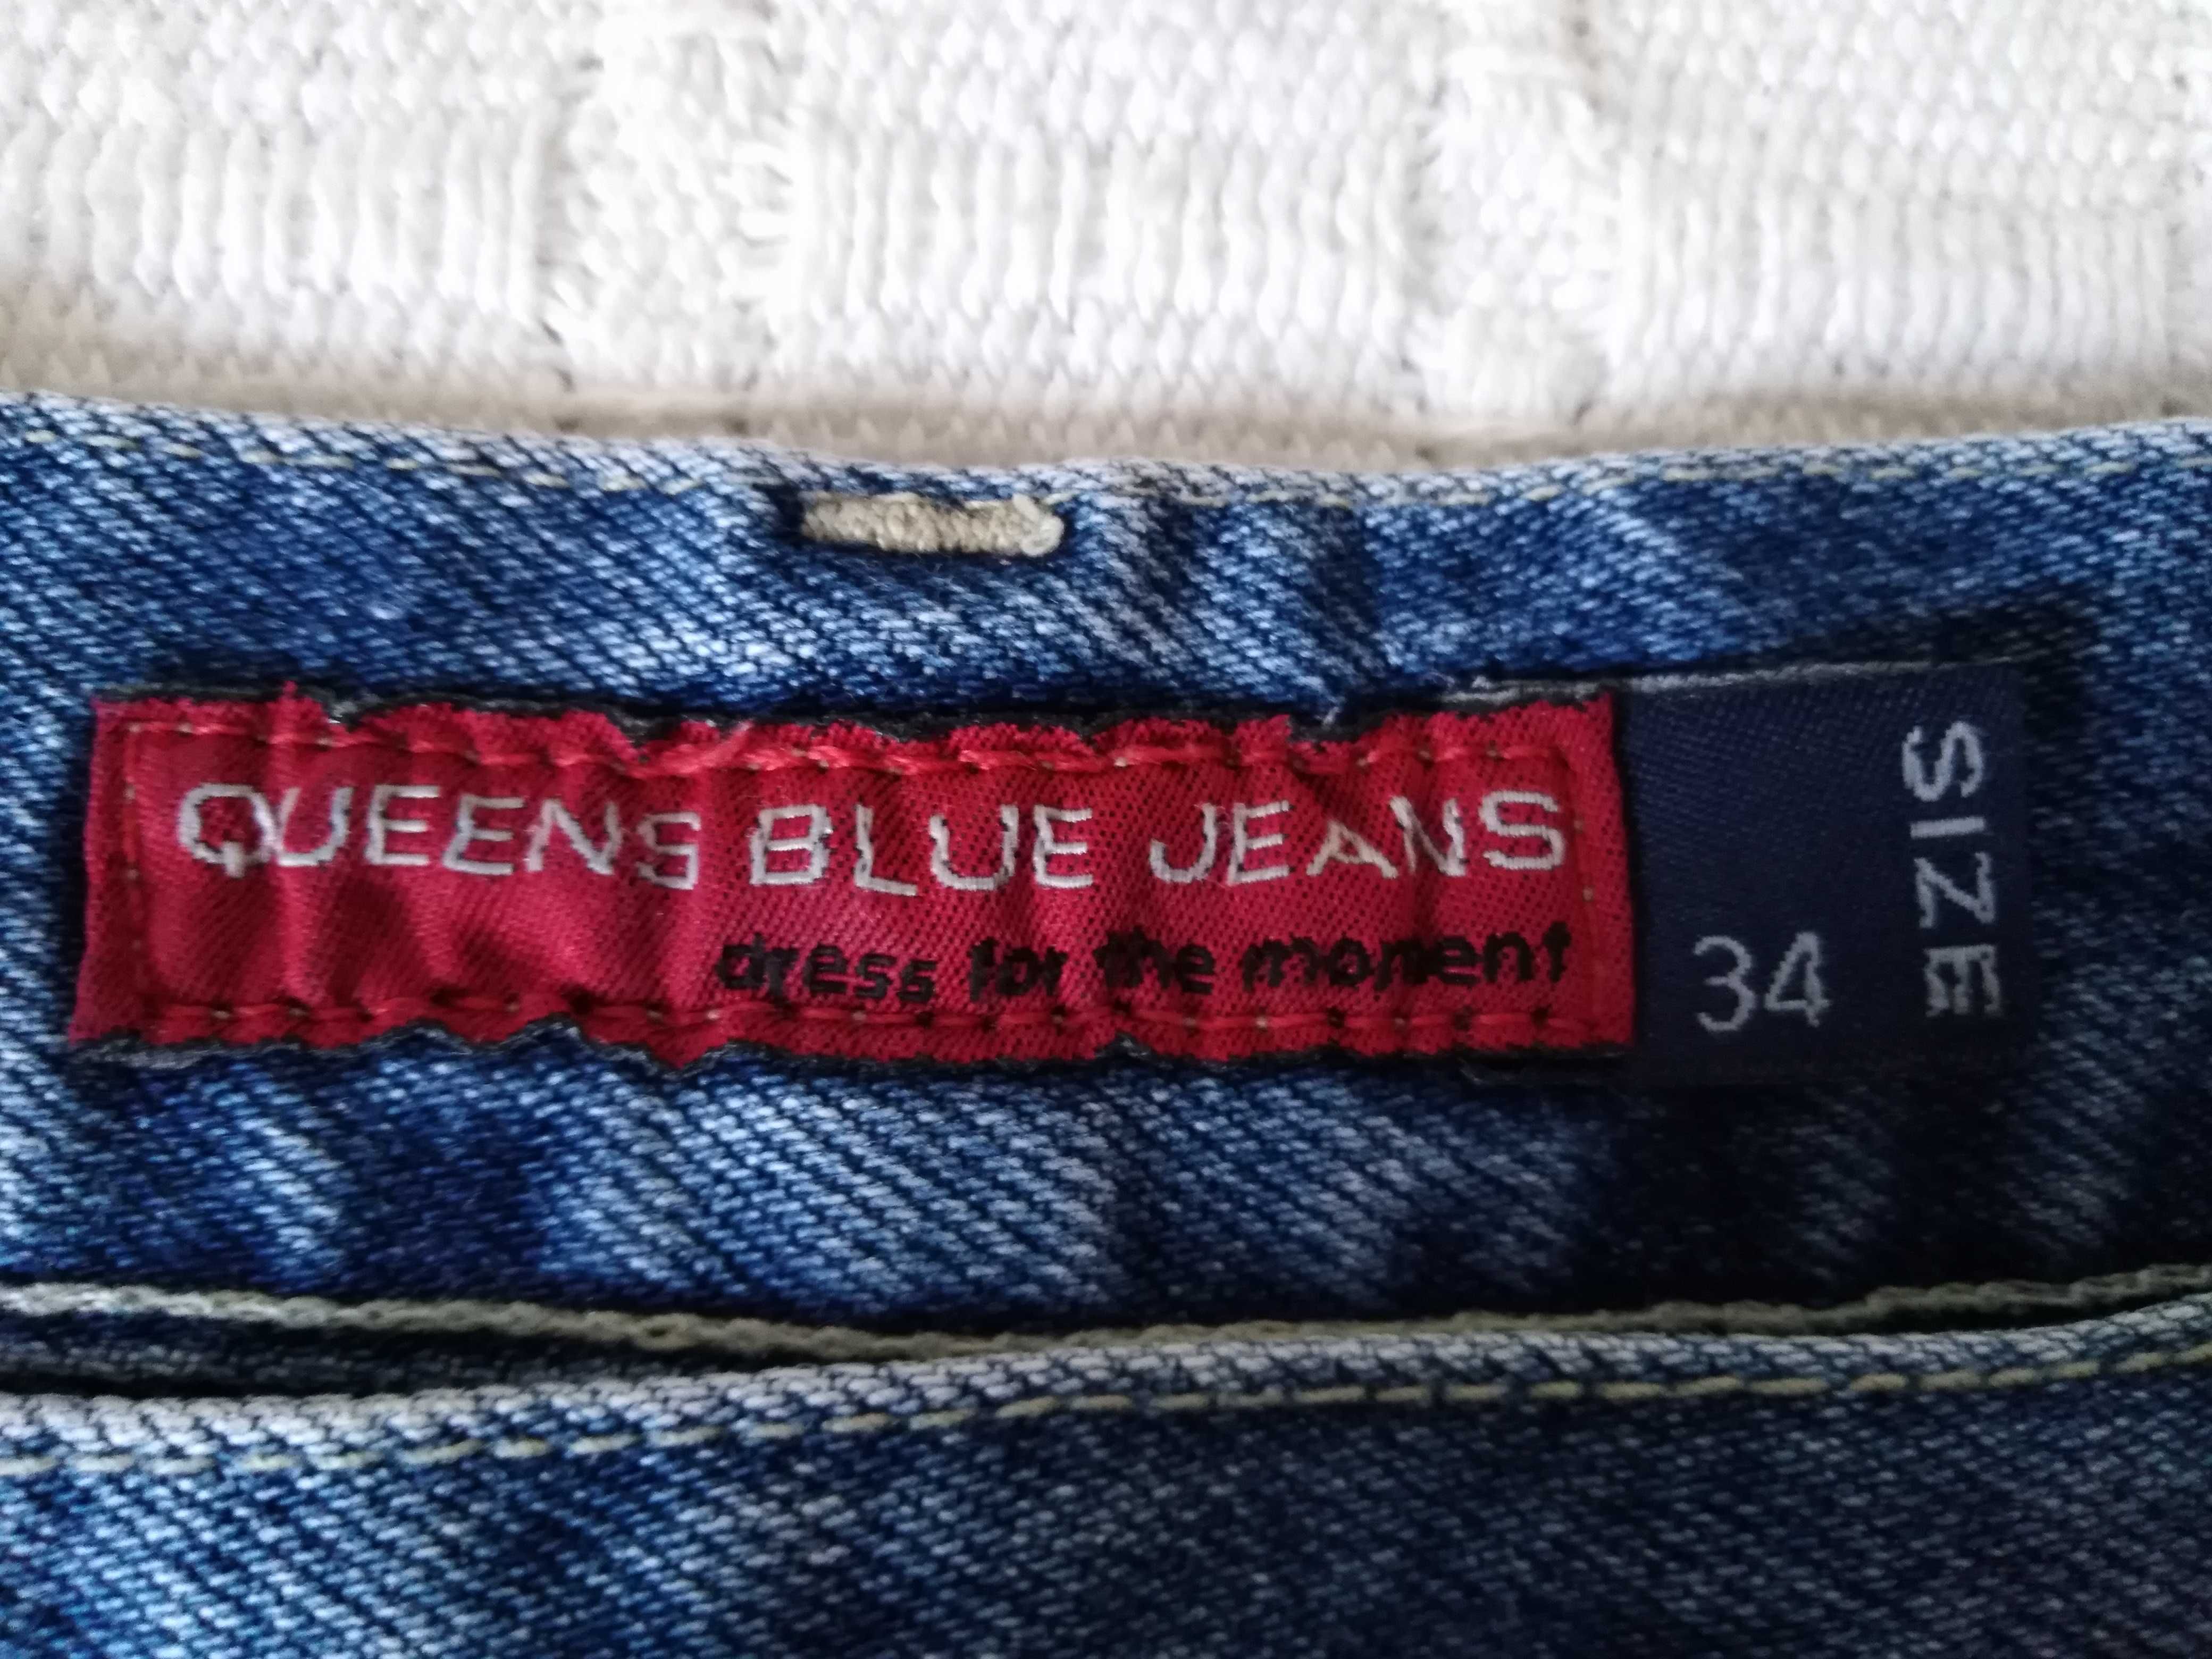 QUEENS BLUE JEANS
dress for the moment
34
SIZE